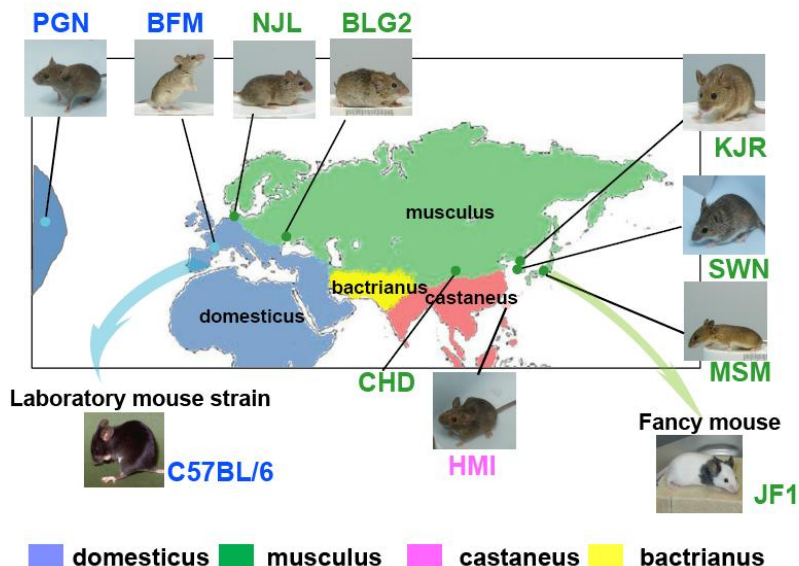 PGN BFM NJL BLG2
KJR
musculus
SWN
bactrianus
castaneus
domesticus
MSM
CHD
Laboratory mouse strain
Fancy mouse
HMI
C57BL/6
JF1
domesticus musculus castaneus bactrianus